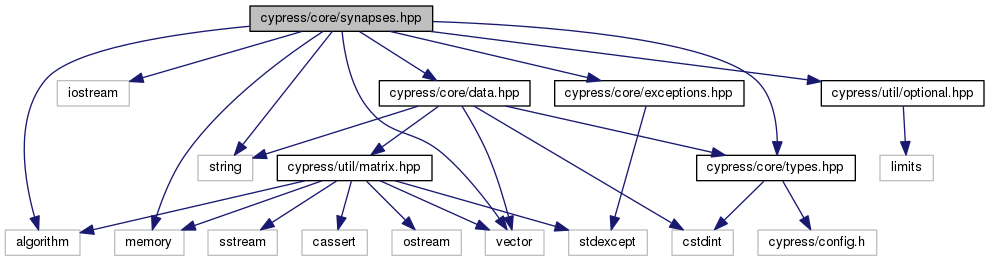 cypress/core/synapses.hpp
iostream
cypress/core/data.hpp
cypress/core/exceptions.hpp
cypress/util/optional.hpp
string
cypress/util/matrix.hpp
cypress/core/types.hpp
limits
algorithm
memory
sstream
cassert
ostream
vector
stdexcept
cstdint
cypress/config.h